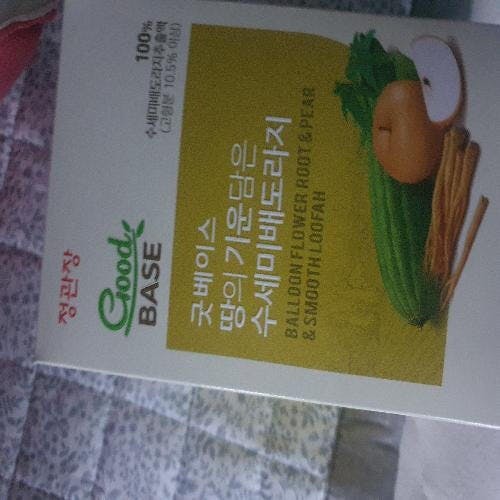 정관장
Good
BASE
100%
수세미배도라지추출액
(고형분 10.5% 이상)
굿베이스
땅의 기운담은
수세미배도라지
BALLOON FLOWER ROOT & PEAR
& SMOOTH LOOFAH